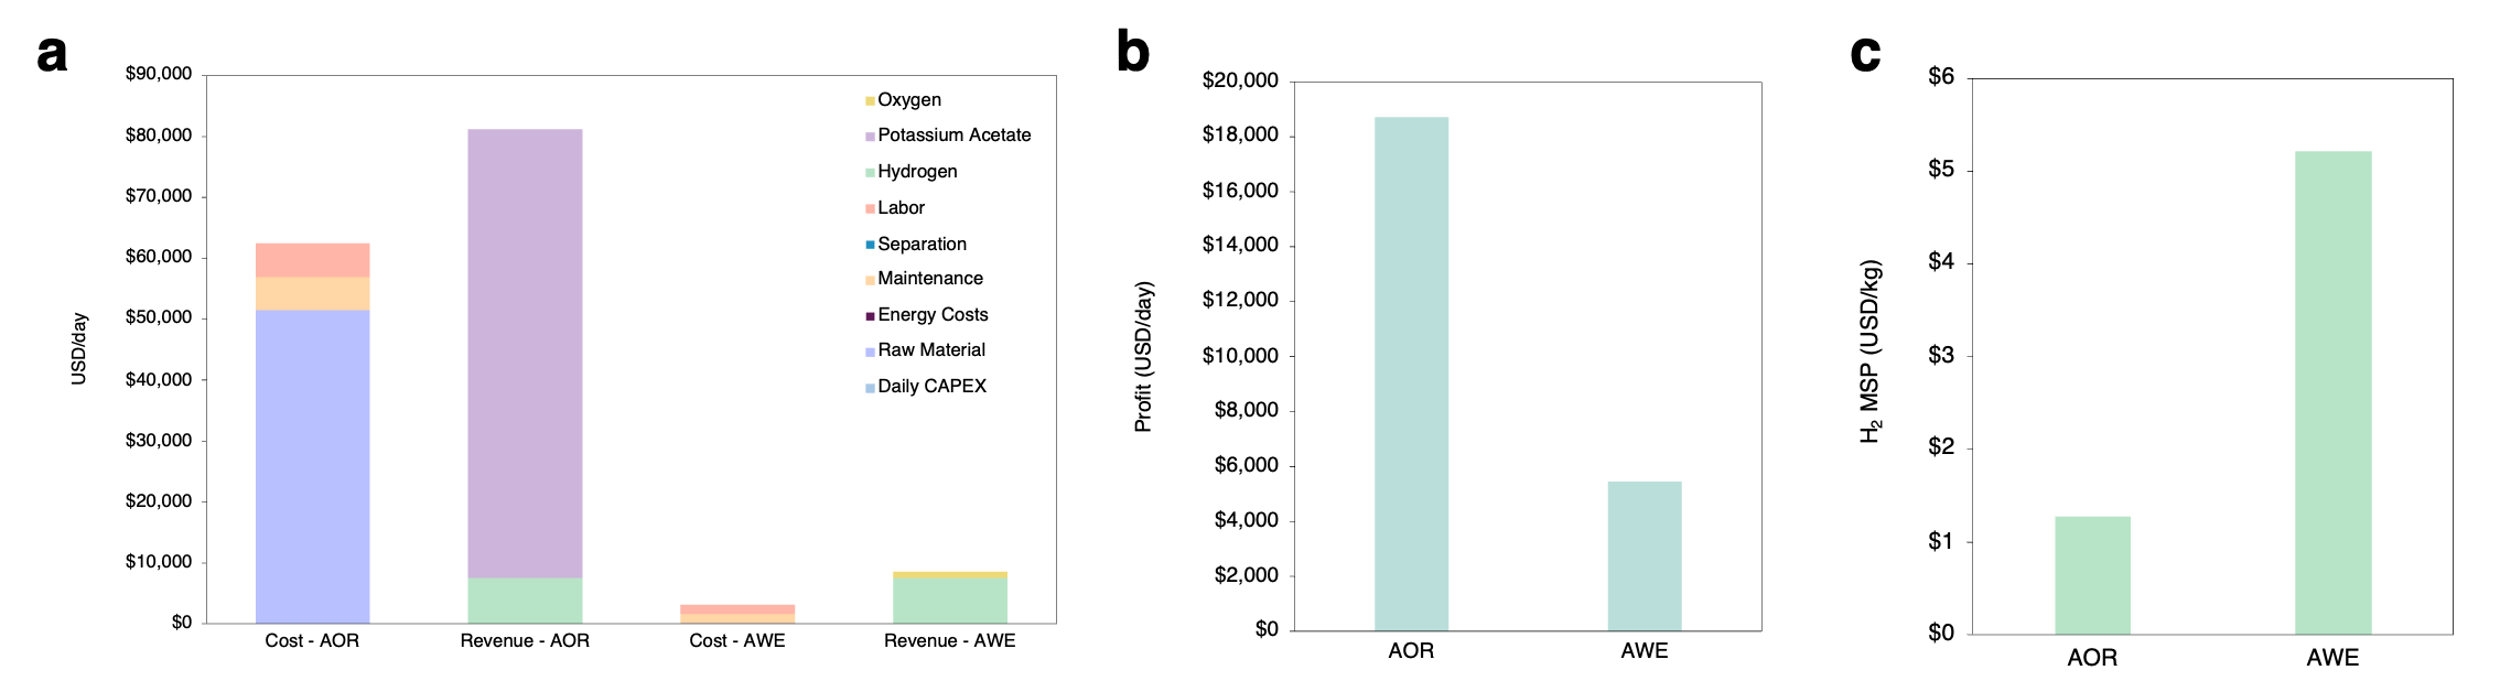 a
$90,000
$80,000
$70,000
$60,000
$50,000
$40,000
$30,000
$20,000
$10,000
$0
USD/day
Oxygen
Potassium Acetate
Hydrogen
Labor
Separation
Maintenance
Energy Costs
Raw Material
Daily CAPEX
Cost - AOR
Revenue - AOR
Cost - AWE
Revenue - AWE
b
$20,000
$18,000
$16,000
$14,000
$12,000
$10,000
$8,000
$6,000
$4,000
$2,000
$0
Profit (USD/day)
AOR
AWE
c
$6
$5
$4
$3
$2
$1
$0
H₂ MSP (USD/kg)
AOR
AWE